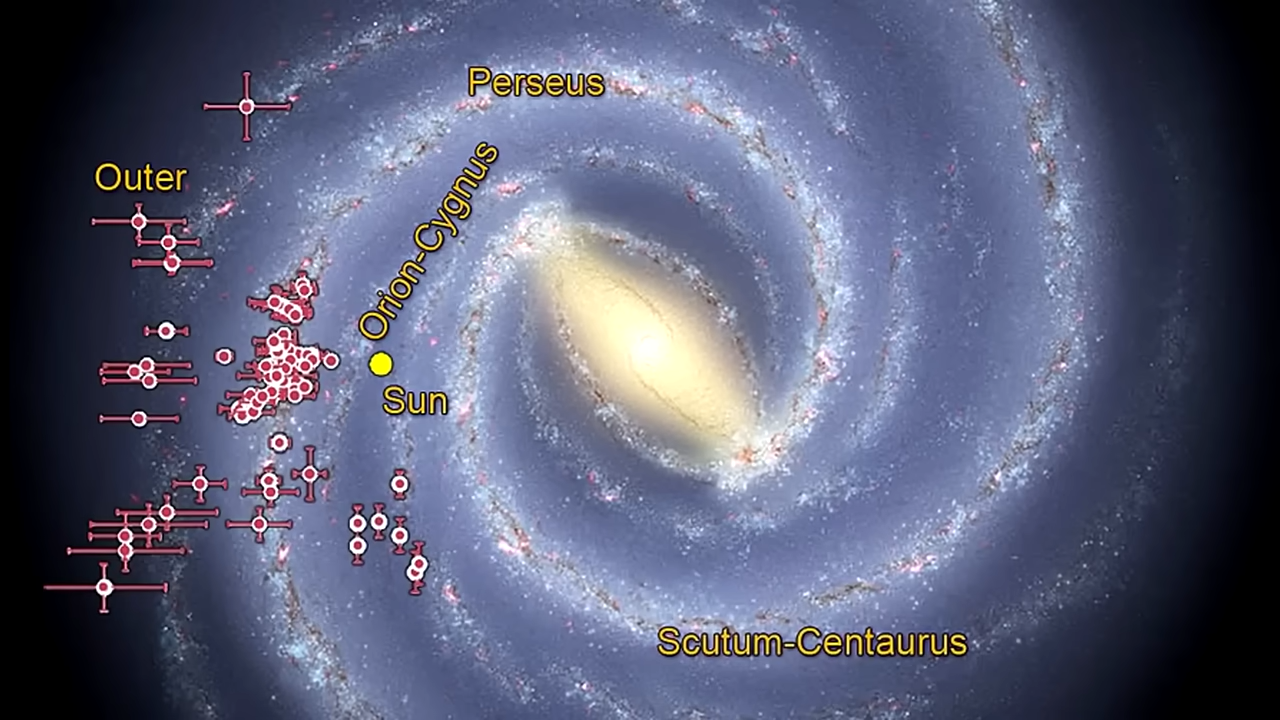 Perseus
Orion-Cygnus
Outer
Sun
Scutum-Centaurus